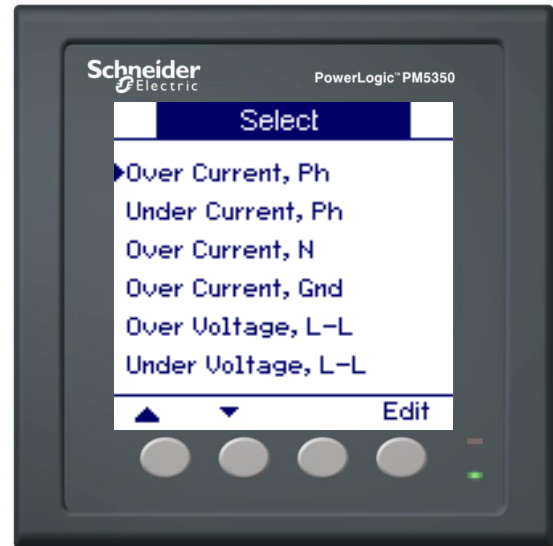 Schneider
Electric
PowerLogic™ PM5350
Select
Over Current, Ph
Under Current, Ph
Over Current, N
Over Current, Gnd
Over Voltage, L-L
Under Voltage, L-L
Edit